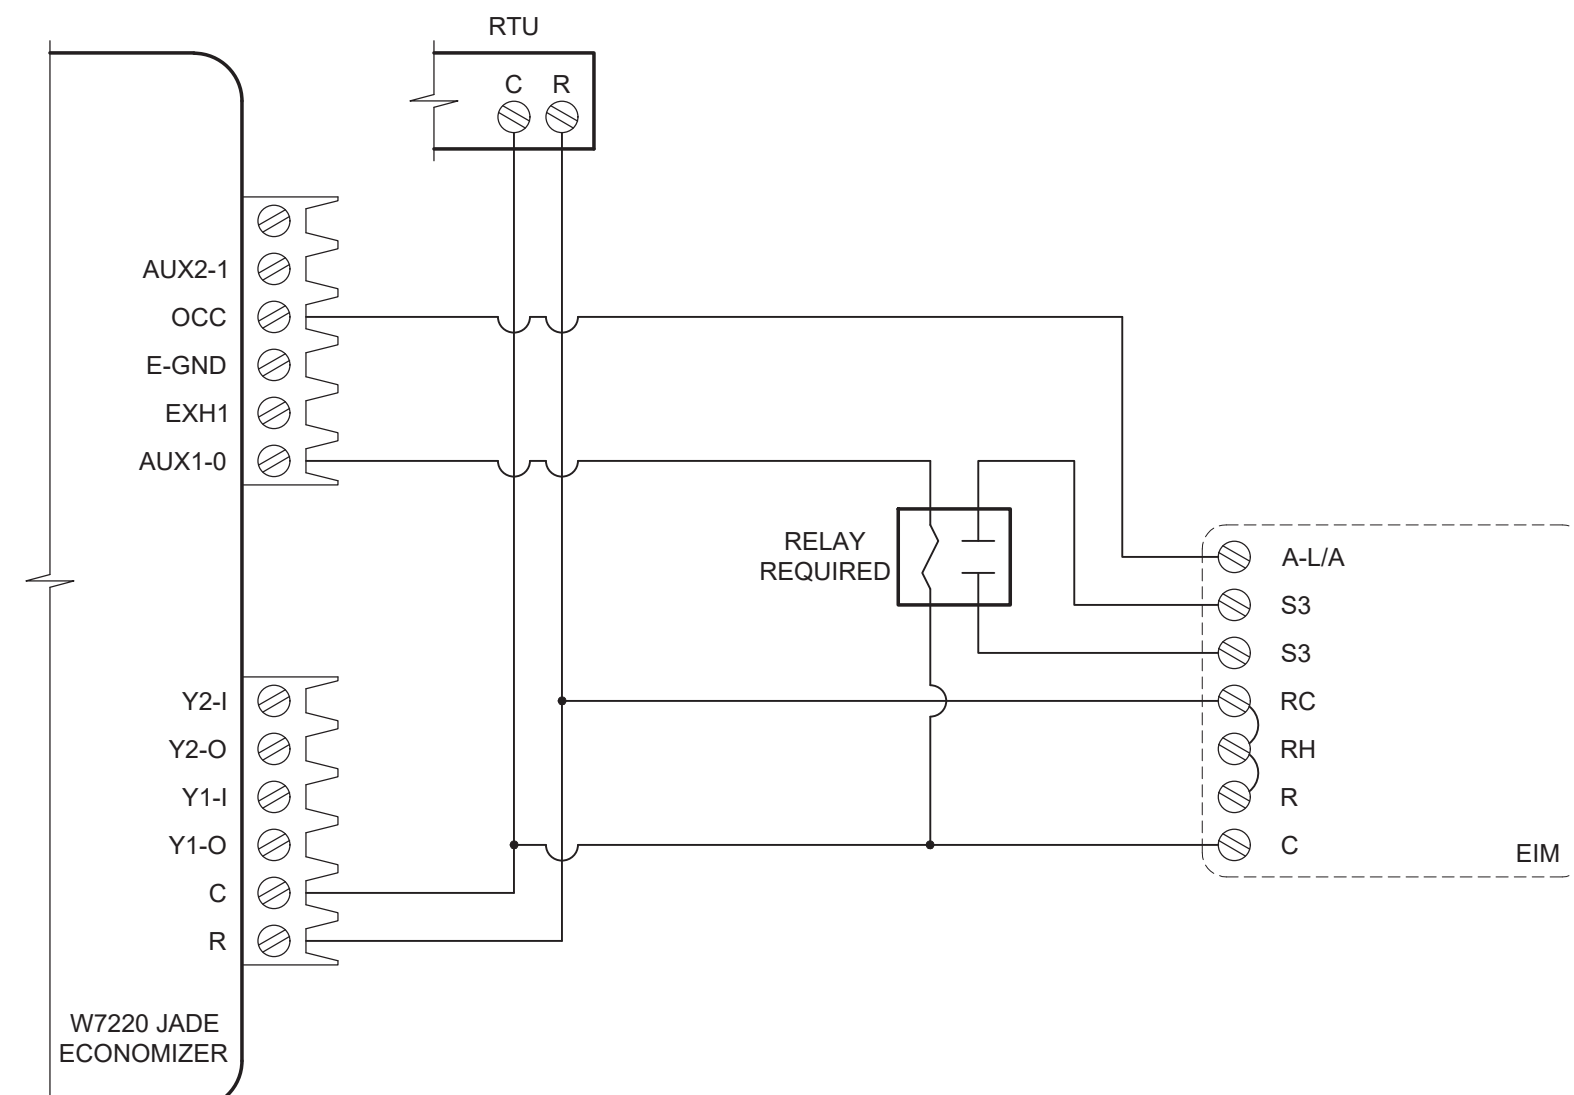 RTU
C R
AUX2-1
OCC
E-GND
EXH1
AUX1-0
RELAY
REQUIRED
A-L/A
S3
S3
RC
RH
R
C
EIM
Y2-I
Y2-O
Y1-I
Y1-O
C
R
W7220 JADE
ECONOMIZER